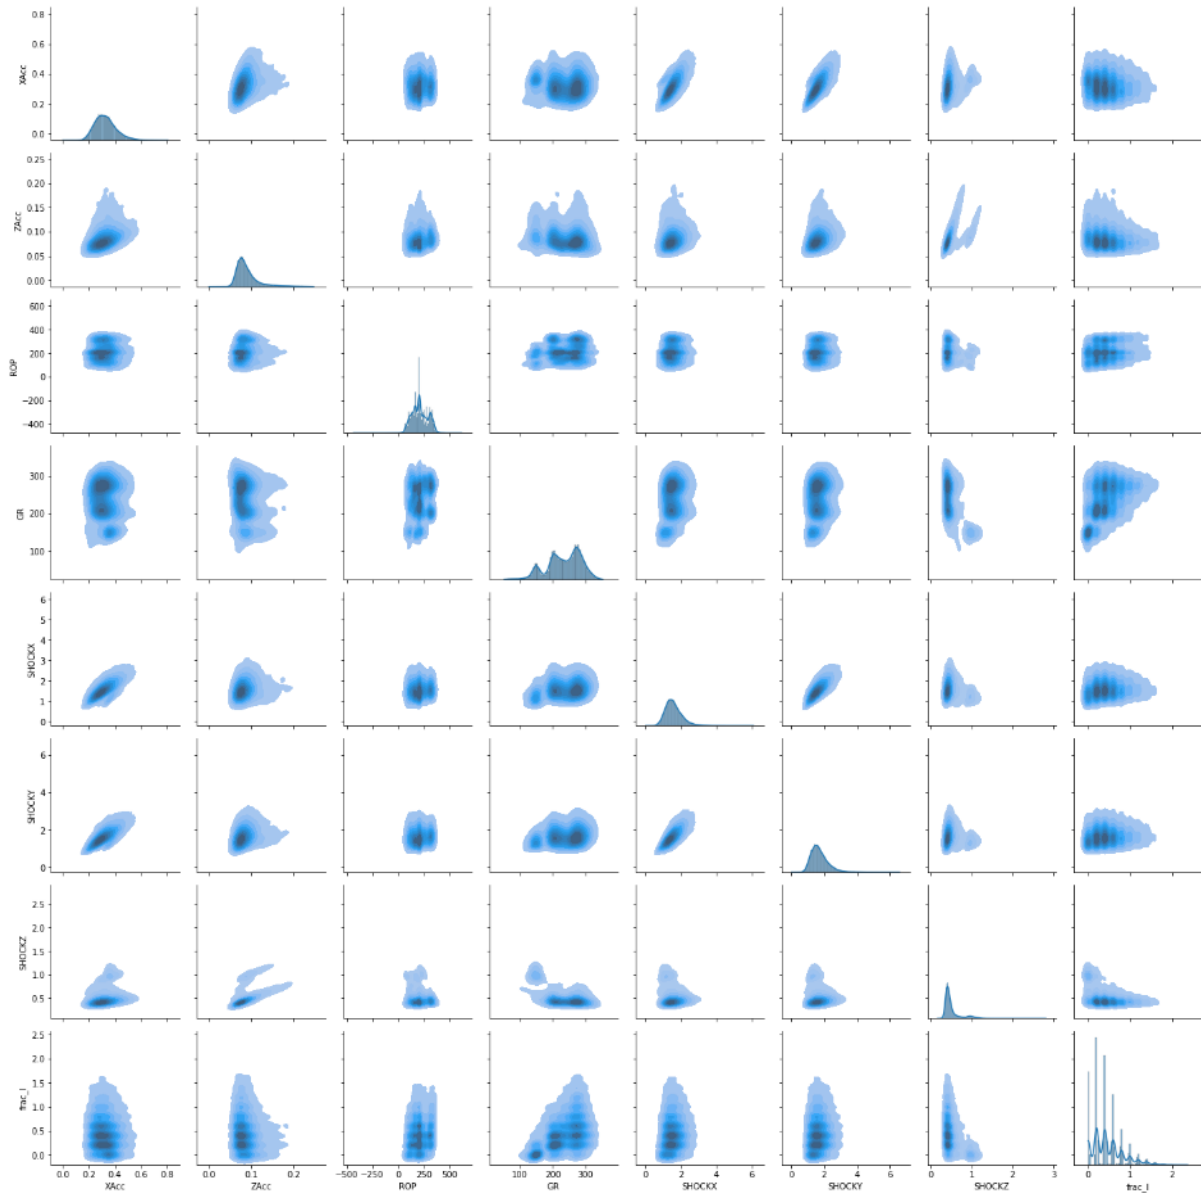 0.8
0.6
0.4
0.2
0.0
XAcc
0.25
0.20
0.15
0.10
0.05
0.00
ZAcc
600
400
200
0
−200
−400
ROP
300
200
100
GR
6
5
4
3
2
1
0
SHOCKX
6
4
2
0
SHOCKY
2.5
2.0
1.5
1.0
0.5
SHOCKZ
2.5
2.0
1.5
1.0
0.5
0.0
frac_I
0.0 0.2 0.4 0.6 0.8
XAcc
0.0 0.1 0.2
ZAcc
−500 −250 0 250 500
ROP
100 200 300
GR
0 2 4 6
SHOCKX
0 2 4 6
SHOCKY
0 1 2 3
SHOCKZ
0 1 2
frac_I